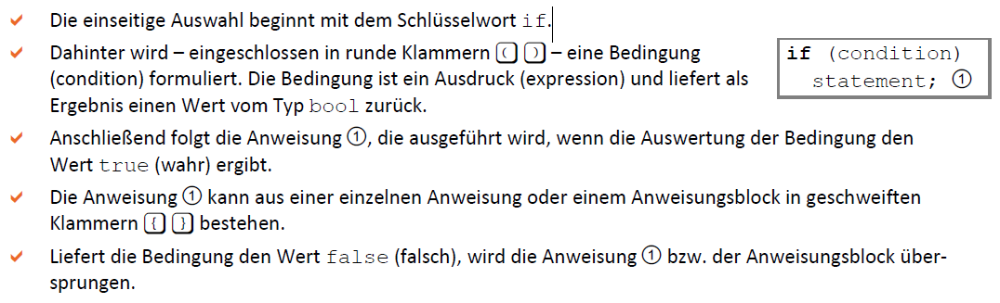 Die einseitige Auswahl beginnt mit dem Schlüsselwort if.
Dahinter wird – eingeschlossen in runde Klammern ( ) – eine Bedingung
(condition) formuliert. Die Bedingung ist ein Ausdruck (expression) und liefert als
Ergebnis einen Wert vom Typ bool zurück.
if (condition)
statement; ①
Anschließend folgt die Anweisung ①, die ausgeführt wird, wenn die Auswertung der Bedingung den
Wert true (wahr) ergibt.
Die Anweisung ① kann aus einer einzelnen Anweisung oder einem Anweisungsblock in geschweiften
Klammern { } bestehen.
Liefert die Bedingung den Wert false (falsch), wird die Anweisung ① bzw. der Anweisungsblock über-
sprungen.